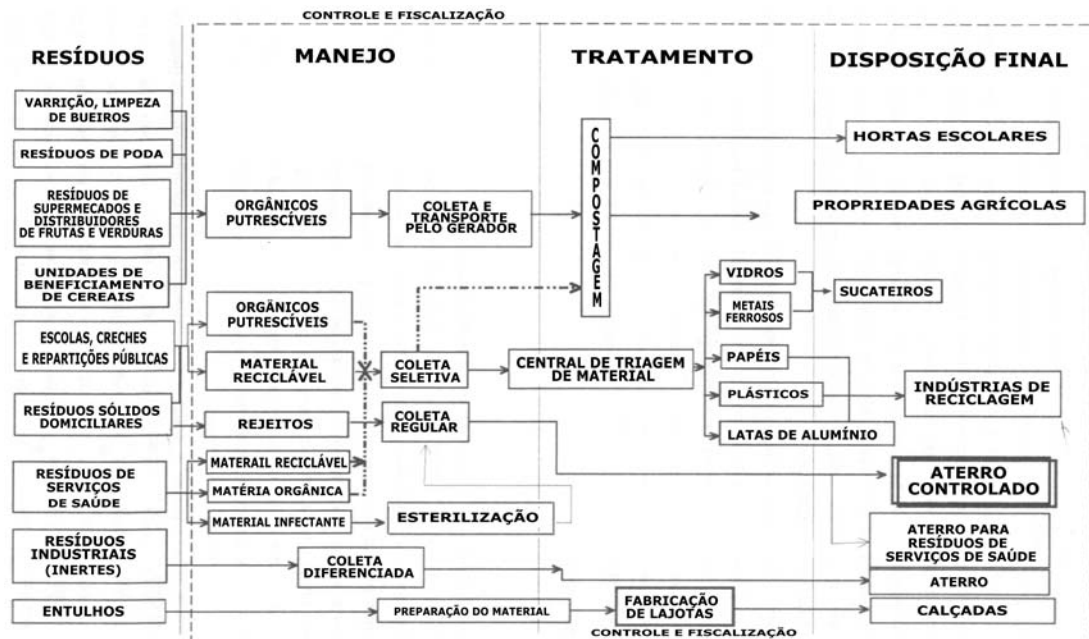 CONTROLE E FISCALIZAÇÃO
RESÍDUOS
MANEJO
TRATAMENTO
DISPOSIÇÃO FINAL
VARRIÇÃO, LIMPEZA
DE BUEIROS
RESÍDUOS DE PODA
RESÍDUOS DE
SUPERMECADOS E
DISTRIBUIDORES
DE FRUTAS E VERDURAS
UNIDADES DE
BENEFICIAMENTO
DE CEREAIS
ESCOLAS, CRECHES
E REPARTIÇÕES PÚBLICAS
RESÍDUOS SÓLIDOS
DOMICILIARES
RESÍDUOS DE
SERVIÇOS
DE SAÚDE
RESÍDUOS
INDUSTRIAIS
(INERTES)
ENTULHOS
ORGÂNICOS
PUTRESCÍVEIS
COLETA E
TRANSPORTE
PELO GERADOR
ORGÂNICOS
PUTRESCÍVEIS
MATERIAL
RECICLÁVEL
COLETA
SELETIVA
REJEITOS
COLETA
REGULAR
MATERAIL RECICLÁVEL
MATÉRIA ORGÂNICA
MATERIAL INFECTANTE
ESTERILIZAÇÃO
COLETA
DIFERENCIADA
PREPARAÇÃO DO MATERIAL
COMPOSTAGEM
CENTRAL DE TRIAGEM
DE MATERIAL
VIDROS
METAIS
FERROSOS
PAPÉIS
PLÁSTICOS
LATAS DE ALUMÍNIO
FABRICAÇÃO
DE LAJOTAS
HORTAS ESCOLARES
PROPRIEDADES AGRÍCOLAS
SUCATEIROS
INDÚSTRIAS DE
RECICLAGEM
ATERRO
CONTROLADO
ATERRO PARA
RESÍDUOS DE
SERVIÇOS DE SAÚDE
ATERRO
CALÇADAS
CONTROLE E FISCALIZAÇÃO